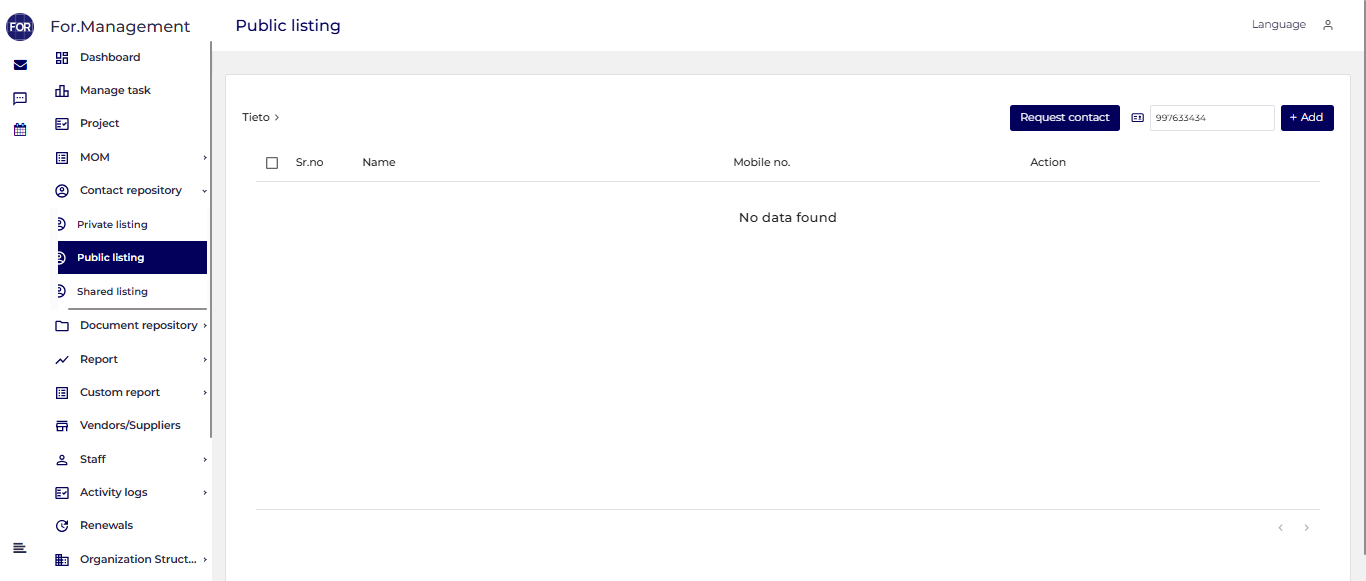 FOR
For.Management
Public listing
Language
Dashboard
Manage task
Project
MOM
Contact repository
Private listing
Public listing
Shared listing
Document repository
Report
Custom report
Vendors/Suppliers
Staff
Activity logs
Renewals
Organization Struct...
Tieto >
Request contact
997633434
+ Add
Sr.no Name Mobile no. Action
No data found